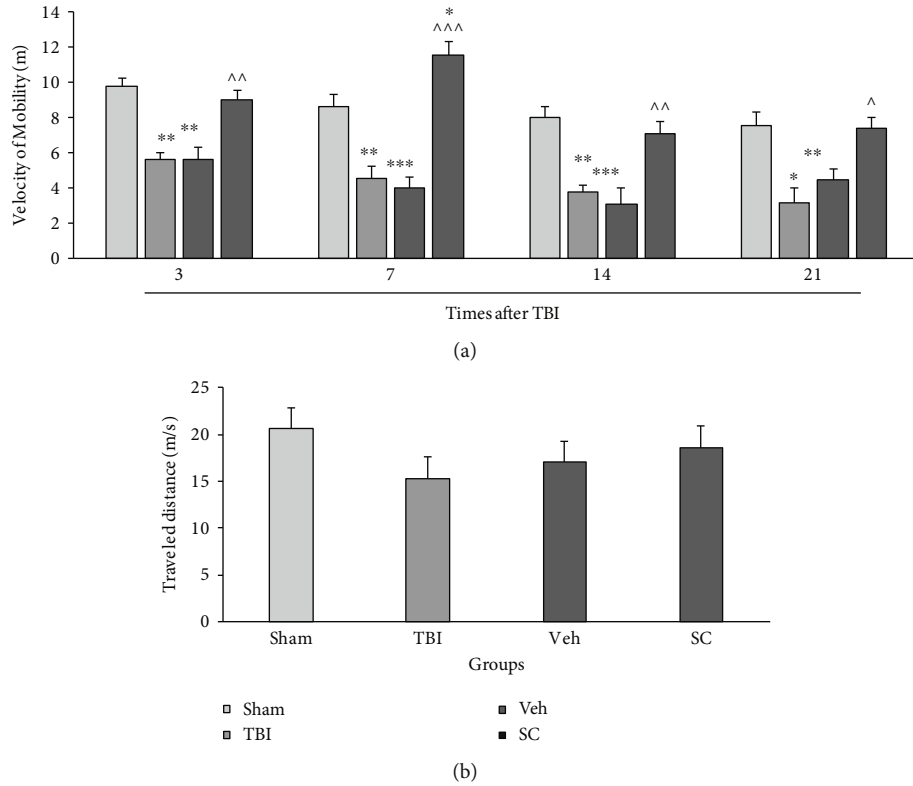 Velocity of Mobility (m)
14
12
10
8
6
4
2
0
^^
** **
*
^^^
** ***
^^
** ***
^
**
*
3 7 14 21
Times after TBI
(a)
Traveled distance (m/s)
25
20
15
10
5
0
Sham TBI Veh SC
Groups
Sham Veh
TBI SC
(b)